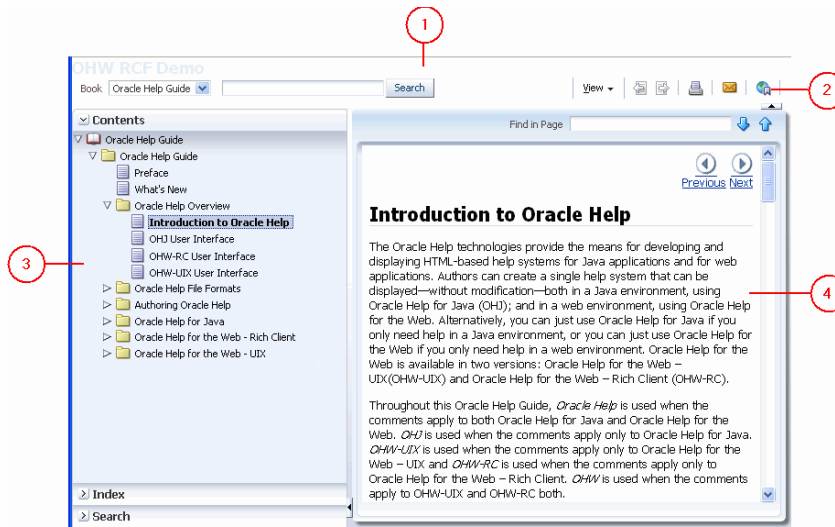 1
OHW RCF Demo
Book Oracle Help Guide Search View
2
Contents
Find in Page
Oracle Help Guide
Oracle Help Guide
Preface
What's New
Oracle Help Overview
Introduction to Oracle Help
OHJ User Interface
OHW-RC User Interface
OHW-UIX User Interface
Oracle Help File Formats
Authoring Oracle Help
Oracle Help for Java
Oracle Help for the Web - Rich Client
Oracle Help for the Web - UIX
3
Index
Search
Previous Next
Introduction to Oracle Help
The Oracle Help technologies provide the means for developing and
displaying HTML-based help systems for Java applications and for web
applications. Authors can create a single help system that can be
displayed—without modification—both in a Java environment, using
Oracle Help for Java (OHJ); and in a web environment, using Oracle Help
for the Web. Alternatively, you can just use Oracle Help for Java if you
only need help in a Java environment, or you can just use Oracle Help for
the Web if you only need help in a web environment. Oracle Help for the
Web is available in two versions: Oracle Help for the Web –
UIX(OHW-UIX) and Oracle Help for the Web – Rich Client (OHW-RC).
4
Throughout this Oracle Help Guide, Oracle Help is used when the
comments apply to both Oracle Help for Java and Oracle Help for the
Web. OHJ is used when the comments apply only to Oracle Help for Java.
OHW-UIX is used when the comments apply only to Oracle Help for the
Web – UIX and OHW-RC is used when the comments apply only to
Oracle Help for the Web – Rich Client. OHW is used when the comments
apply to OHW-UIX and OHW-RC both.